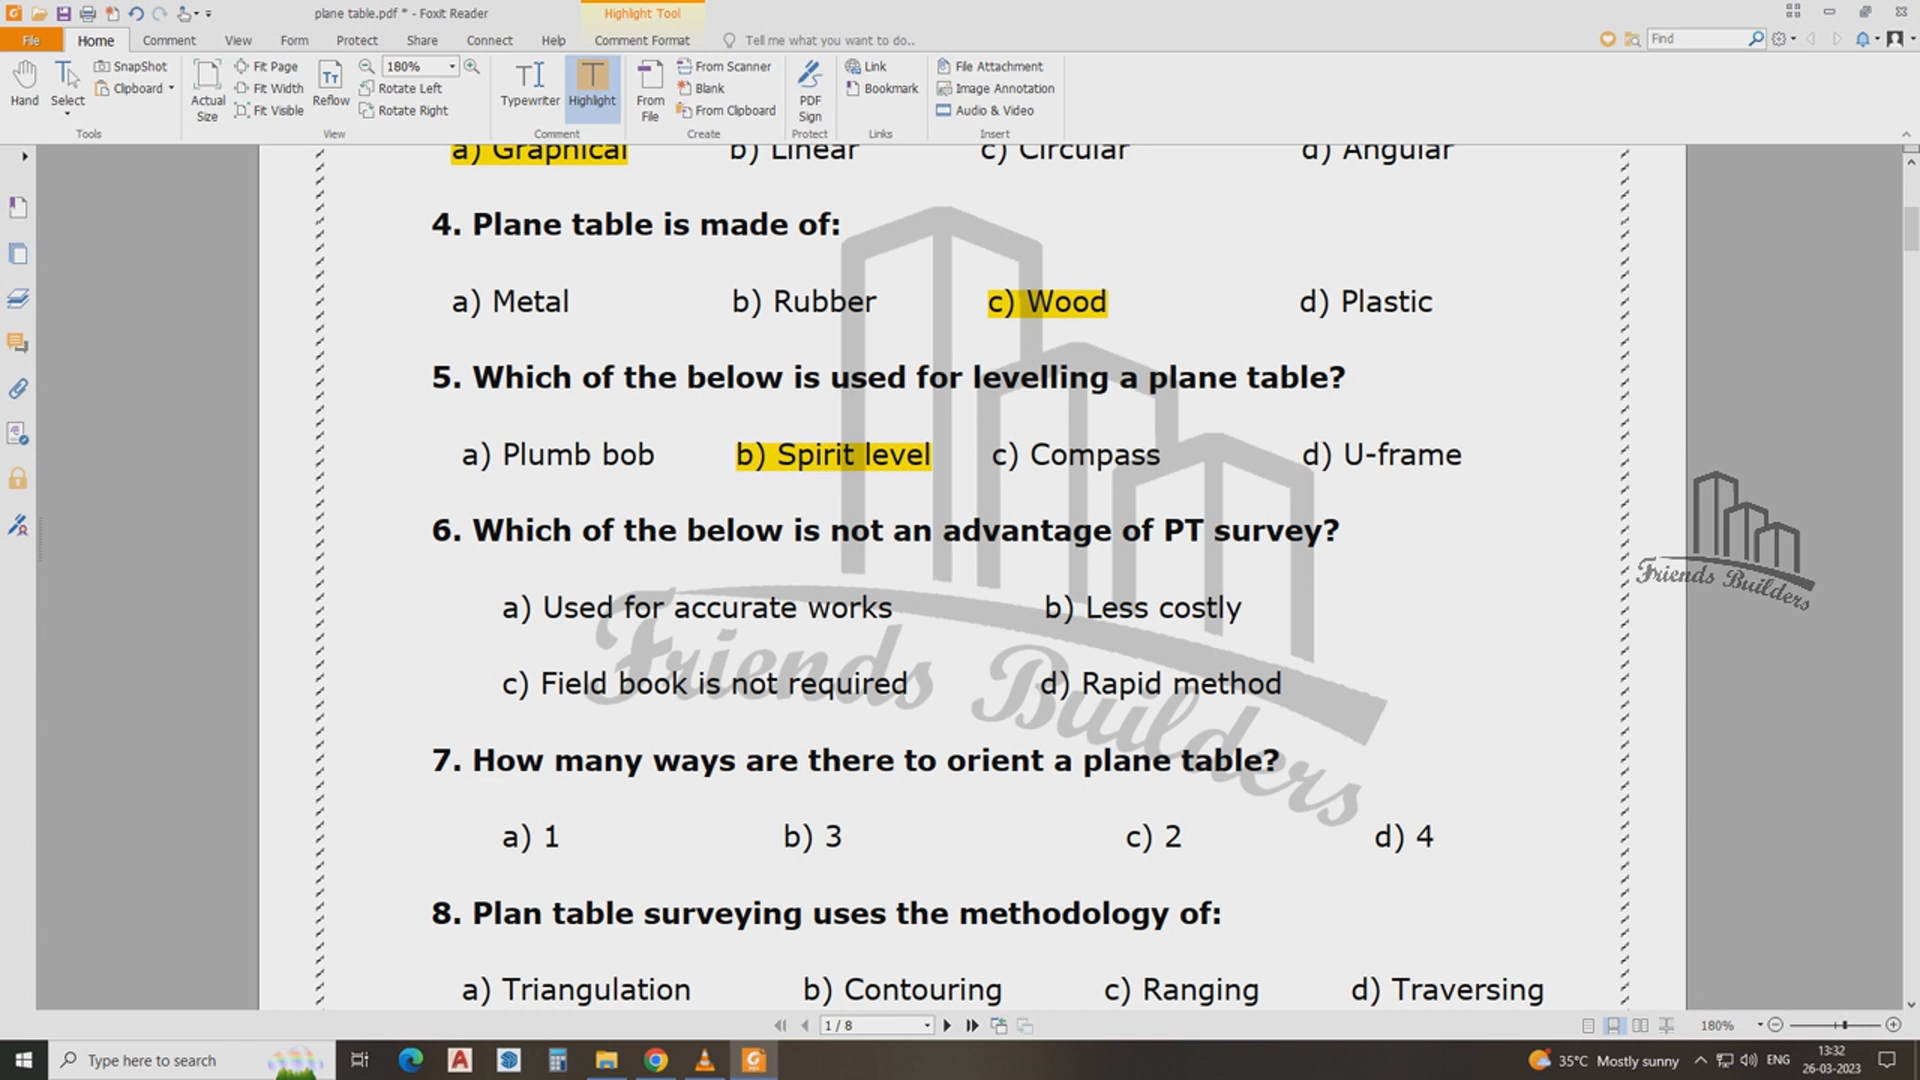 plane table.pdf * - Foxit Reader
Highlight Tool
File
Home
Comment
View
Form
Protect
Share
Connect
Help
Comment Format
Tell me what you want to do..
Find
Hand
Select
SnapShot
Clipboard
Tools
Actual Size
Fit Page
Fit Width
Fit Visible
Reflow
180%
Rotate Left
Rotate Right
View
Typewriter
Highlight
Comment
From File
From Scanner
Blank
From Clipboard
Create
PDF Sign
Protect
Link
Bookmark
Links
File Attachment
Image Annotation
Audio & Video
Insert
a) Graphical b) Linear c) Circular d) Angular
4. Plane table is made of:
a) Metal b) Rubber c) Wood d) Plastic
5. Which of the below is used for levelling a plane table?
a) Plumb bob b) Spirit level c) Compass d) U-frame
6. Which of the below is not an advantage of PT survey?
a) Used for accurate works b) Less costly
c) Field book is not required d) Rapid method
7. How many ways are there to orient a plane table?
a) 1 b) 3 c) 2 d) 4
8. Plan table surveying uses the methodology of:
a) Triangulation b) Contouring c) Ranging d) Traversing
Friends Builders
Friends Builders
1 / 8
180%
Type here to search
35°C Mostly sunny
ENG
13:32
26-03-2023